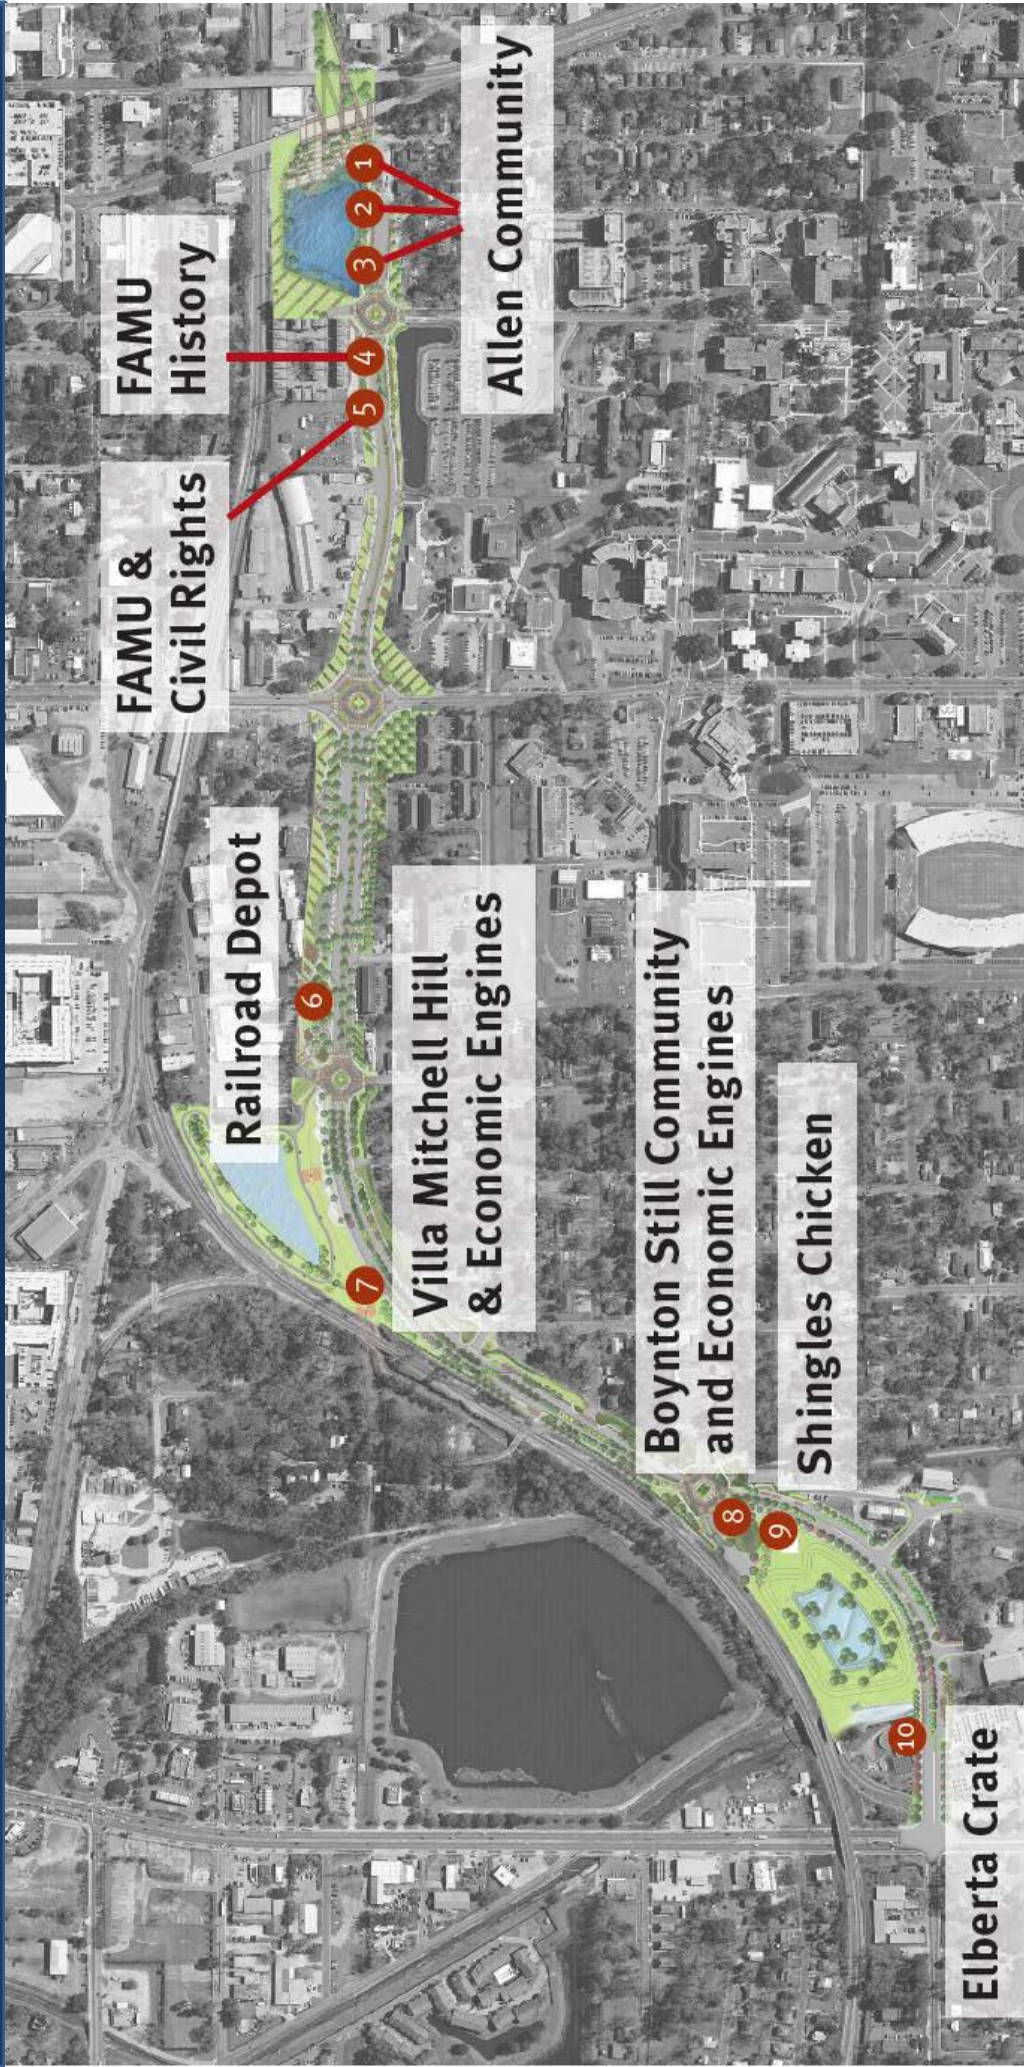 Elberta Crate
10
9
Shingles Chicken
8
Boynton Still Community
and Economic Engines
7
Villa Mitchell Hill
& Economic Engines
Railroad Depot
6
FAMU &
Civil Rights
5
FAMU
History
4
3
2
1
Allen Community